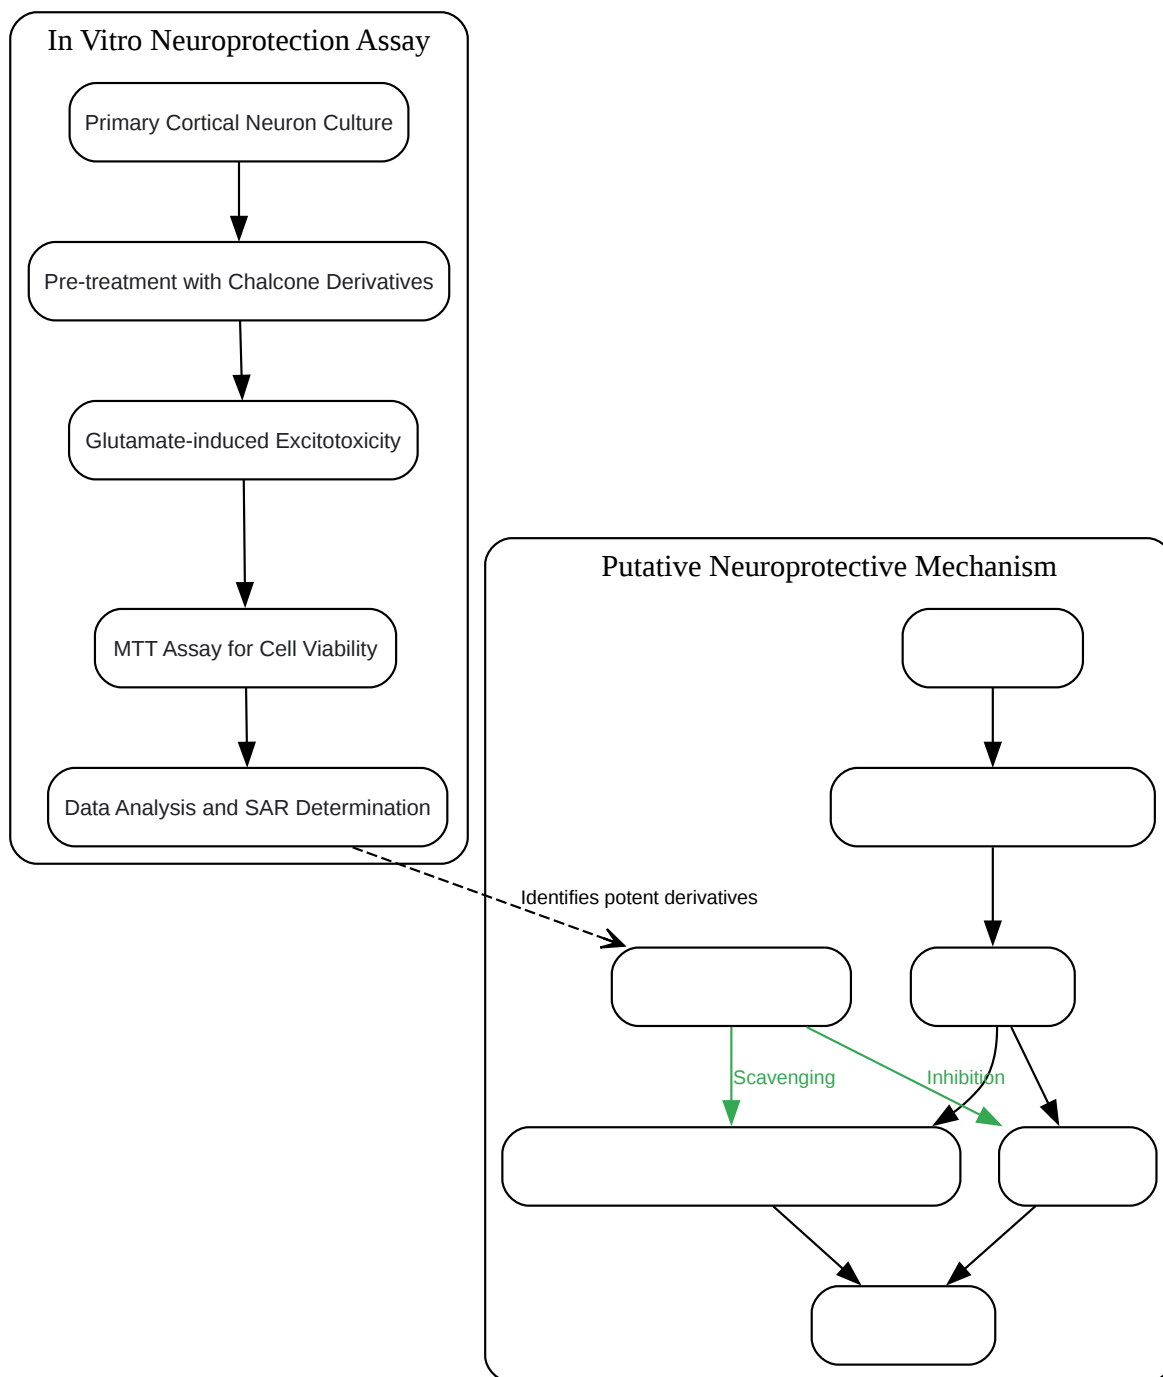 In Vitro Neuroprotection Assay
Primary Cortical Neuron Culture
Pre-treatment with Chalcone Derivatives
Glutamate-induced Excitotoxicity
MTT Assay for Cell Viability
Data Analysis and SAR Determination
Putative Neuroprotective Mechanism
Identifies potent derivatives
Scavenging
Inhibition